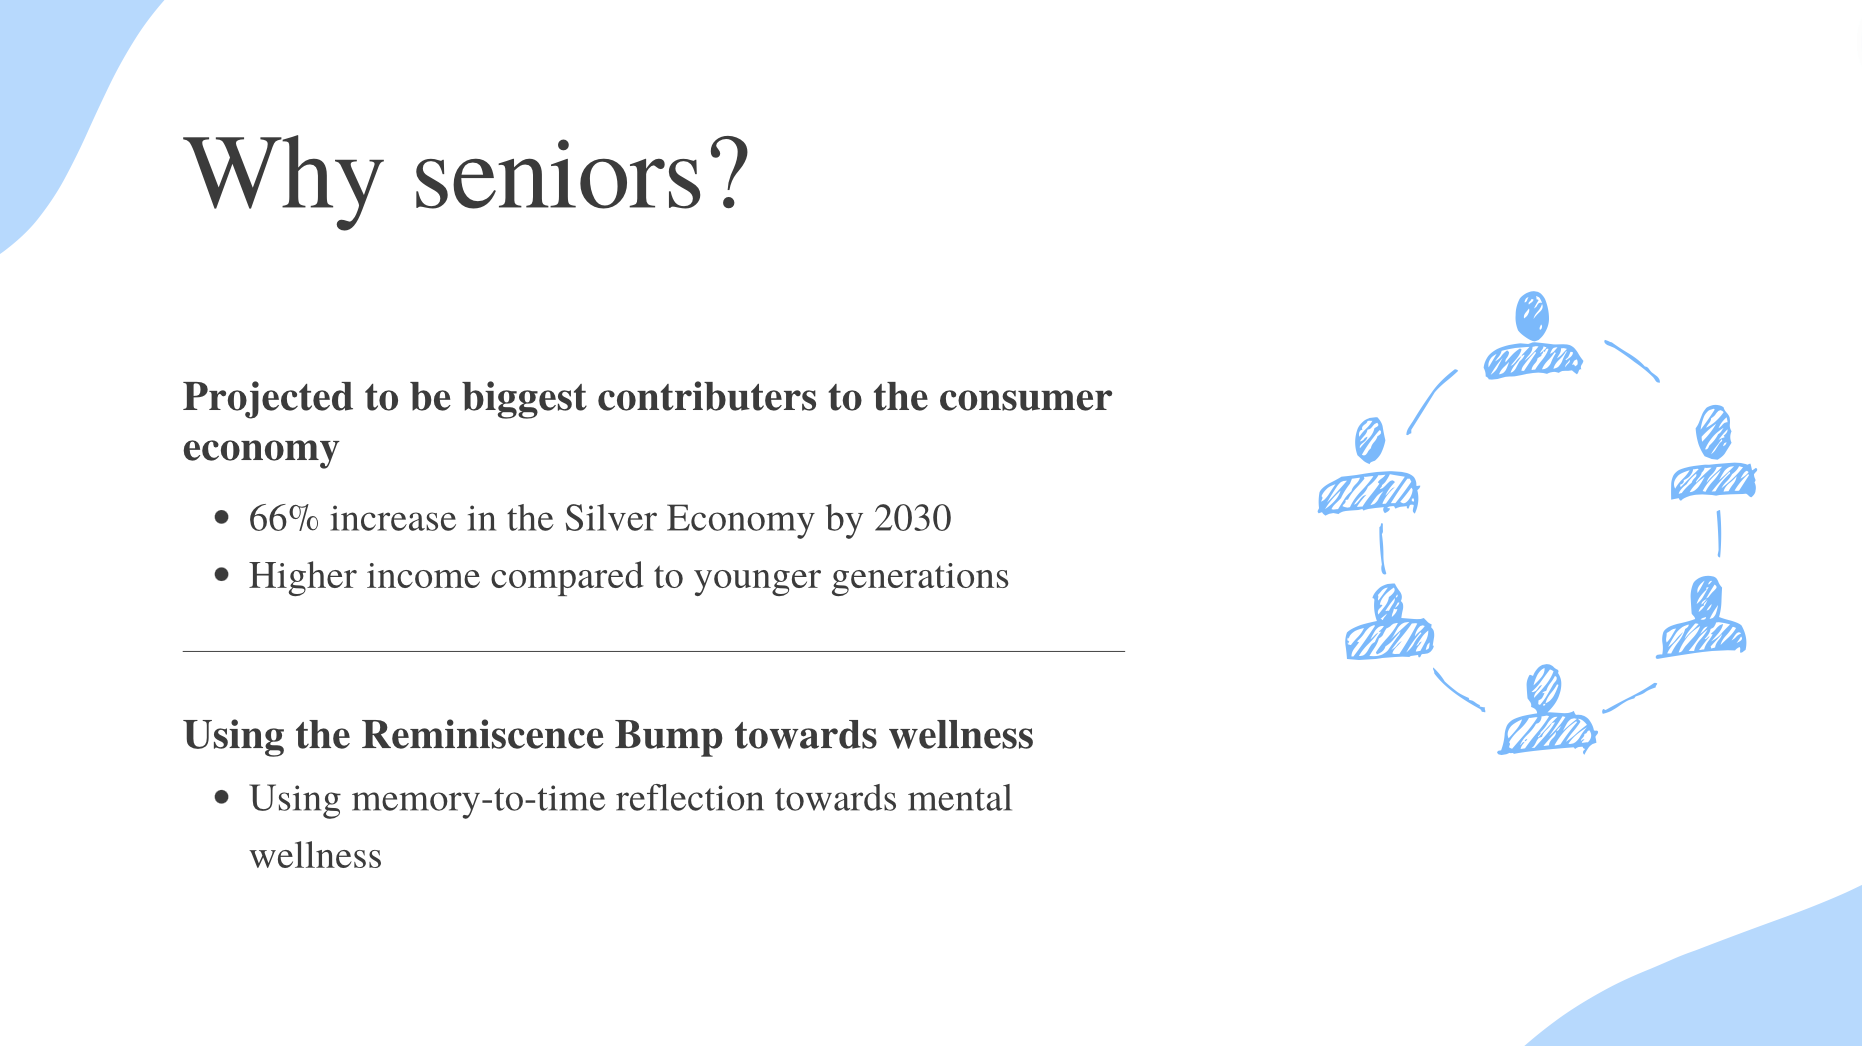 Why seniors?
Projected to be biggest contributers to the consumer
economy
• 66% increase in the Silver Economy by 2030
• Higher income compared to younger generations
Using the Reminiscence Bump towards wellness
• Using memory-to-time reflection towards mental
wellness